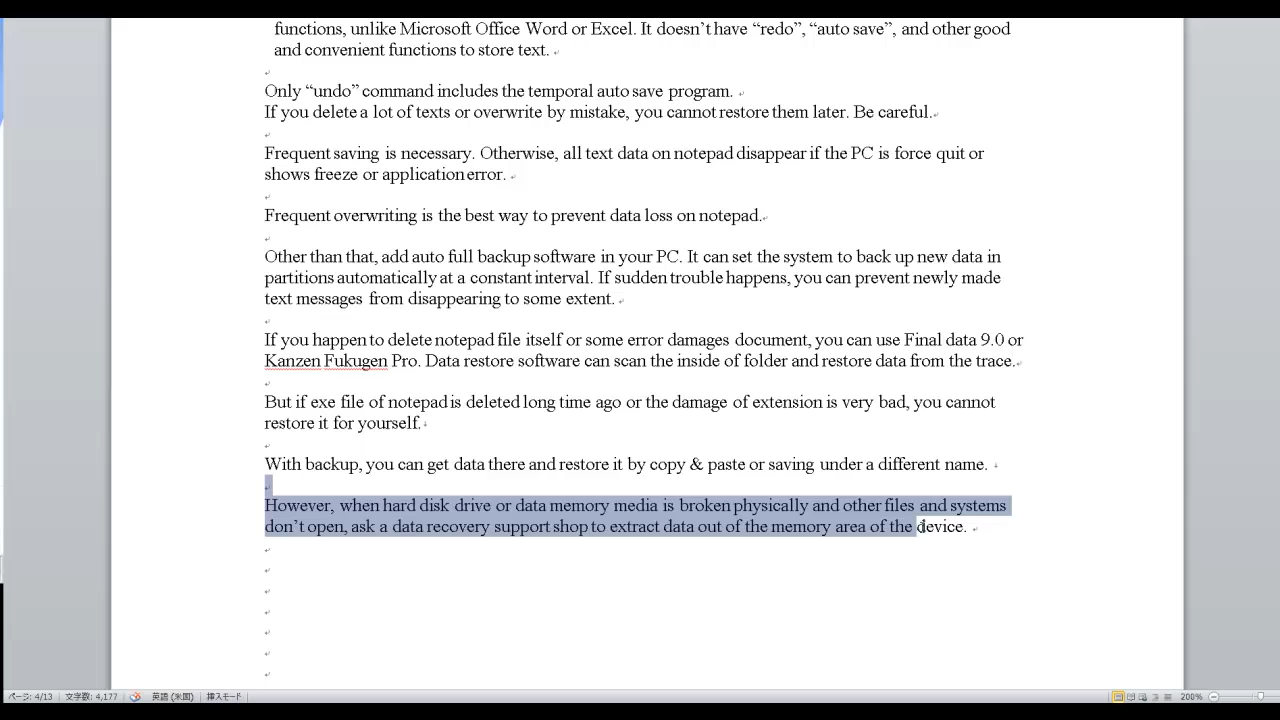 functions, unlike Microsoft Office Word or Excel. It doesn’t have “redo”, “auto save”, and other good
and convenient functions to store text.
Only “undo” command includes the temporal auto save program.
If you delete a lot of texts or overwrite by mistake, you cannot restore them later. Be careful.
Frequent saving is necessary. Otherwise, all text data on notepad disappear if the PC is force quit or
shows freeze or application error.
Frequent overwriting is the best way to prevent data loss on notepad.
Other than that, add auto full backup software in your PC. It can set the system to back up new data in
partitions automatically at a constant interval. If sudden trouble happens, you can prevent newly made
text messages from disappearing to some extent.
If you happen to delete notepad file itself or some error damages document, you can use Final data 9.0 or
Kanzen Fukugen Pro. Data restore software can scan the inside of folder and restore data from the trace.
But if exe file of notepad is deleted long time ago or the damage of extension is very bad, you cannot
restore it for yourself.
With backup, you can get data there and restore it by copy & paste or saving under a different name.
However, when hard disk drive or data memory media is broken physically and other files and systems
don’t open, ask a data recovery support shop to extract data out of the memory area of the device.
ページ: 4/13 文字数: 4,177 英語 (米国) 挿入モード 200%